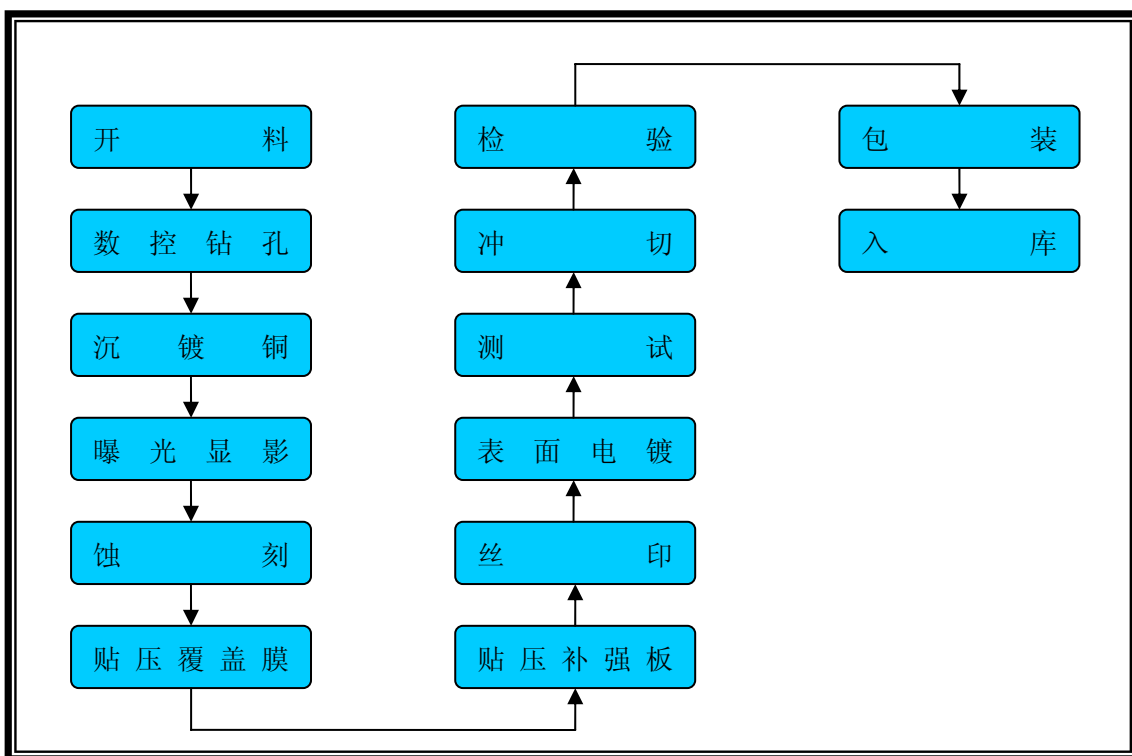 开料
数控钻孔
沉镀铜
曝光显影
蚀刻
贴压覆盖膜
贴压补强板
丝印
表面电镀
测试
冲切
检验
包装
入库